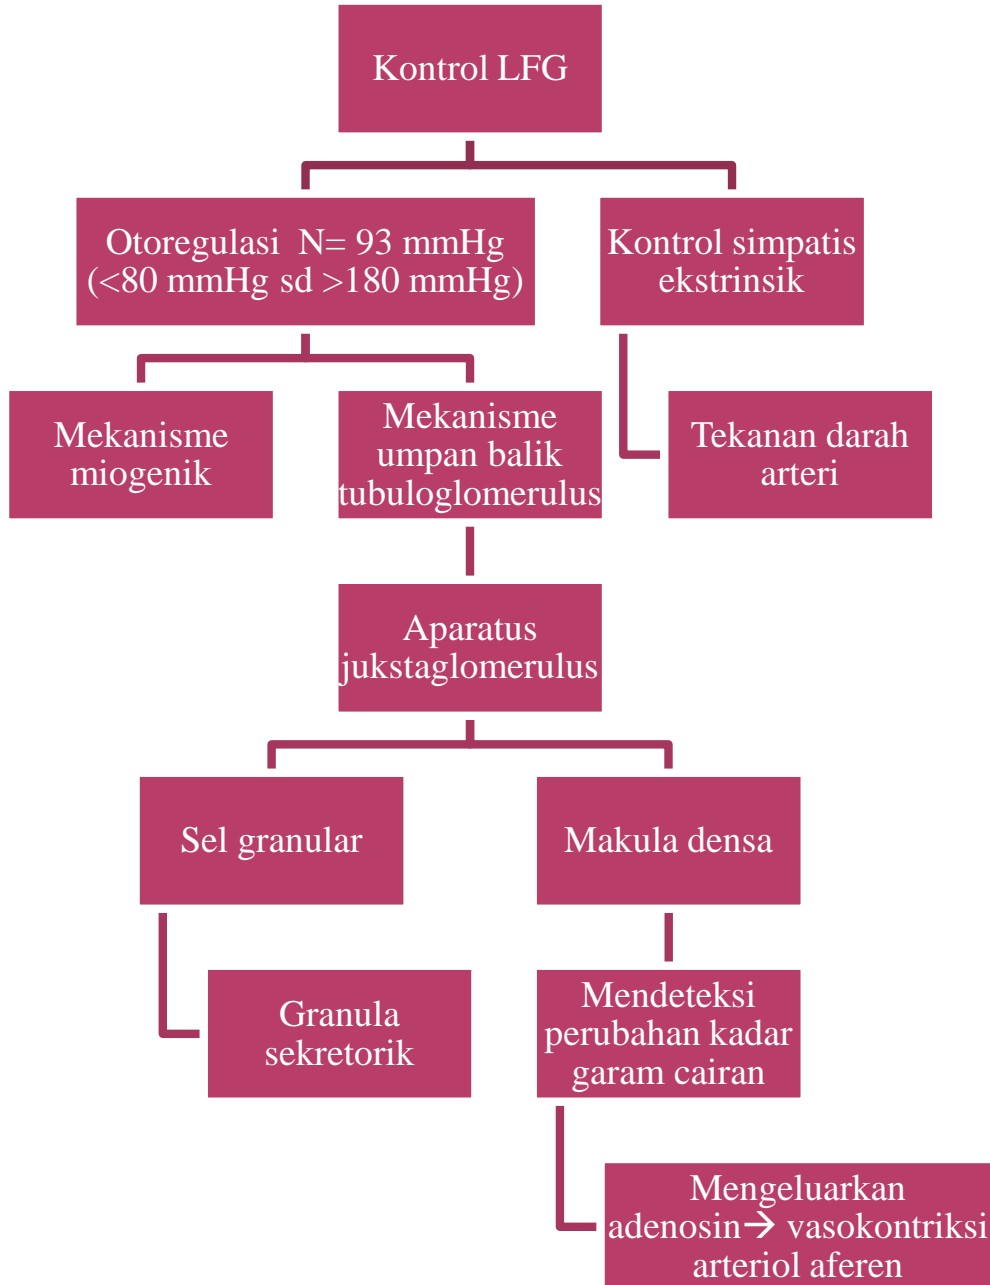 Kontrol LFG
Otoregulasi N= 93 mmHg
(<80 mmHg sd >180 mmHg)
Kontrol simpatis
ekstrinsik
Mekanisme
miogenik
Mekanisme
umpan balik
tubuloglomerulus
Tekanan darah
arteri
Aparatus
jukstaglomerulus
Sel granular
Makula densa
Granula
sekretorik
Mendeteksi
perubahan kadar
garam cairan
Mengeluarkan
adenosin→ vasokontriksi
arteriol aferen